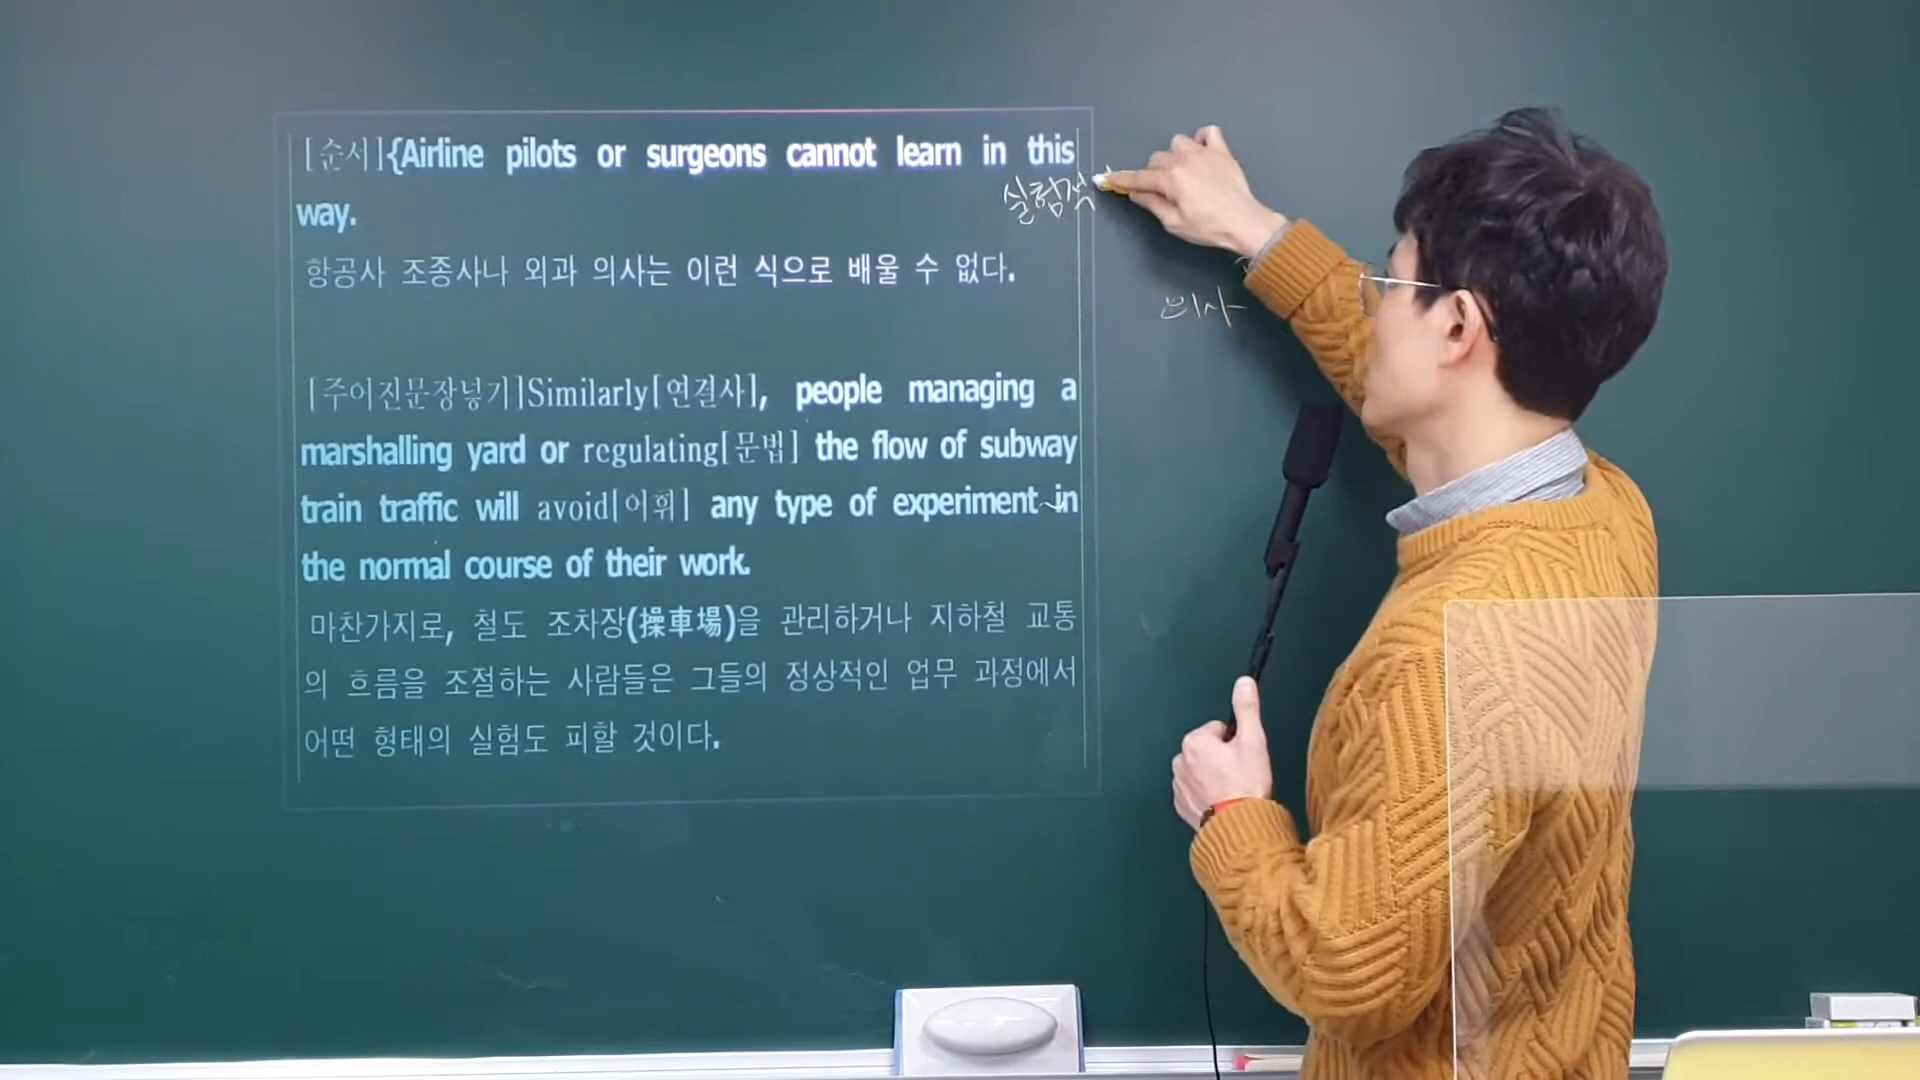 [순서]{Airline pilots or surgeons cannot learn in this
way.
실험적
항공사 조종사나 외과 의사는 이런 식으로 배울 수 없다.
의사
[주어진문장넣기]Similarly[연결사], people managing a
marshalling yard or regulating[문법] the flow of subway
train traffic will avoid[어휘] any type of experiment in
the normal course of their work.
마찬가지로, 철도 조차장(操車場)을 관리하거나 지하철 교통
의 흐름을 조절하는 사람들은 그들의 정상적인 업무 과정에서
어떤 형태의 실험도 피할 것이다.